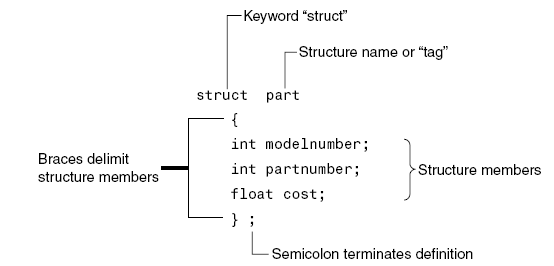 Keyword “struct”
Structure name or “tag”
struct part
{
int modelnumber;
int partnumber;
float cost;
} ;
Braces delimit
structure members
Structure members
Semicolon terminates definition